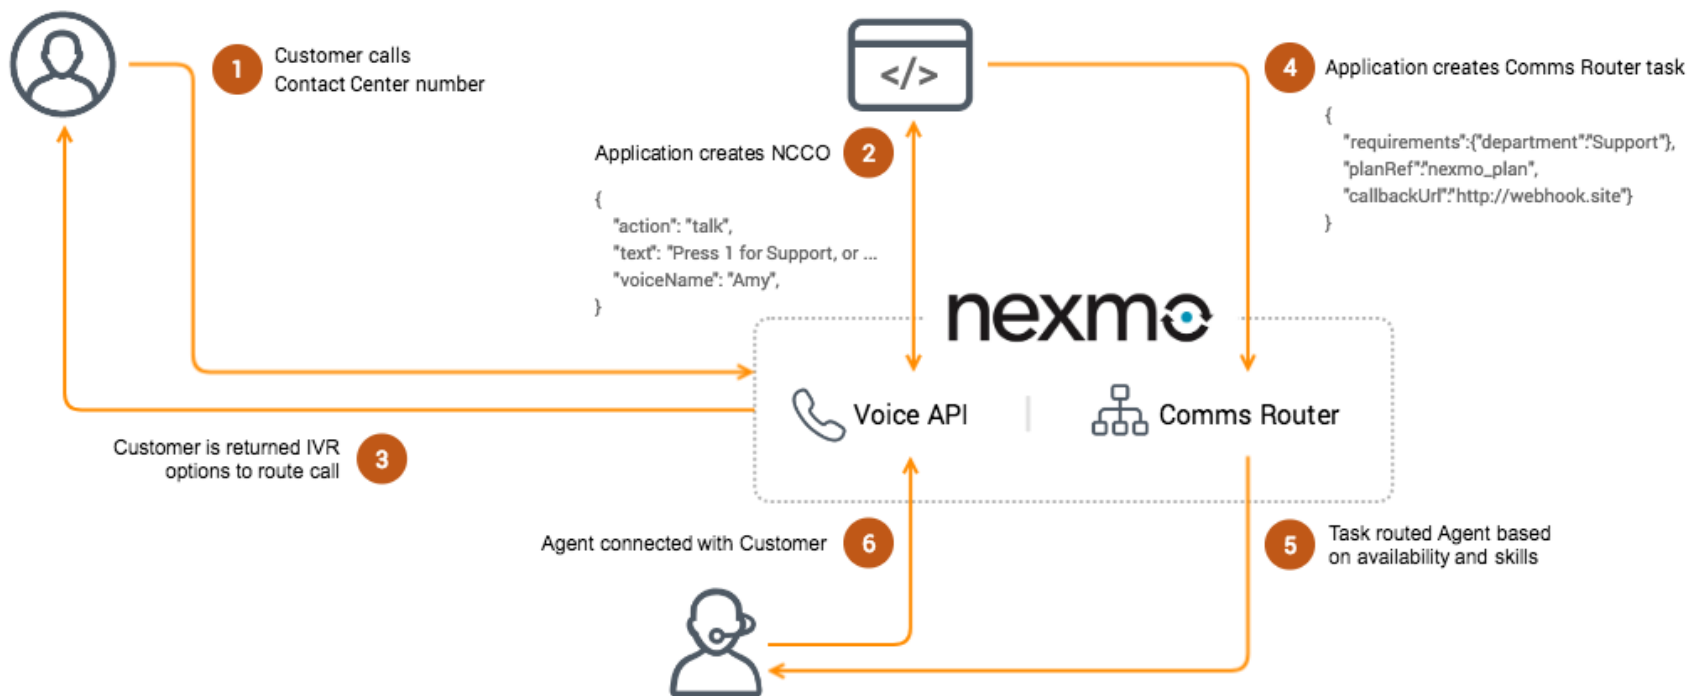 1
Customer calls
Contact Center number
</>
4
Application creates Comms Router task
{
"requirements":{"department":"Support"},
"planRef":"nexmo_plan",
"callbackUrl":"http://webhook.site"}
}
Application creates NCCO
2
{
"action": "talk",
"text": "Press 1 for Support, or ...
"voiceName": "Amy",
}
nexmo
Voice API
Comms Router
Customer is returned IVR
options to route call
3
Agent connected with Customer
6
5
Task routed Agent based
on availability and skills